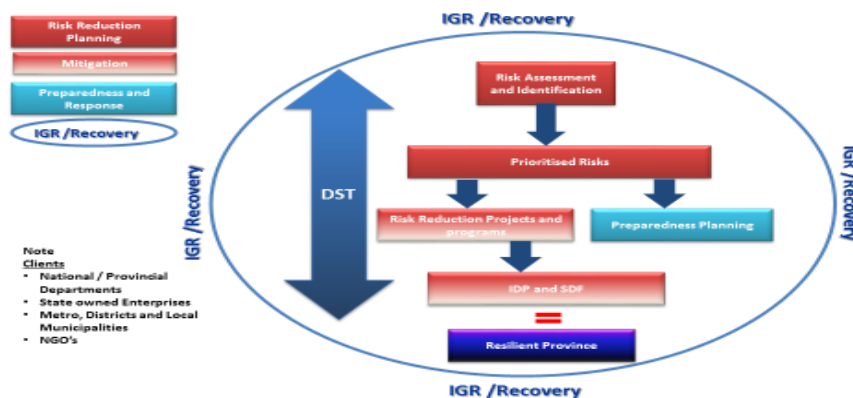 Risk Reduction
Planning
Mitigation
Preparedness and
Response
IGR /Recovery
Note
Clients
• National / Provincial
Departments
• State owned Enterprises
• Metro, Districts and Local
Municipalities
• NGO's
IGR /Recovery
IGR /Recovery
DST
Risk Assessment
and Identification
Prioritised Risks
Risk Reduction Projects and
programs
Preparedness Planning
IDP and SDF
=
Resilient Province
IGR /Recovery
IGR /Recovery